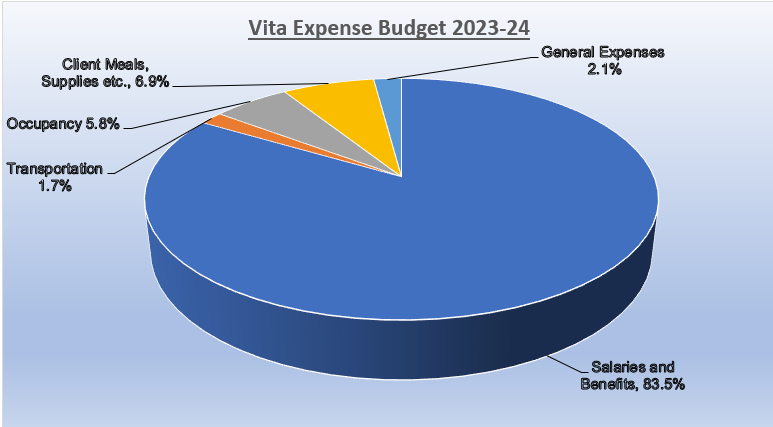 Vita Expense Budget 2023-24
General Expenses
2.1%
Client Meals,
Supplies etc., 6.9%
Occupancy 5.8%
Transportation
1.7%
Salaries and
Benefits, 83.5%